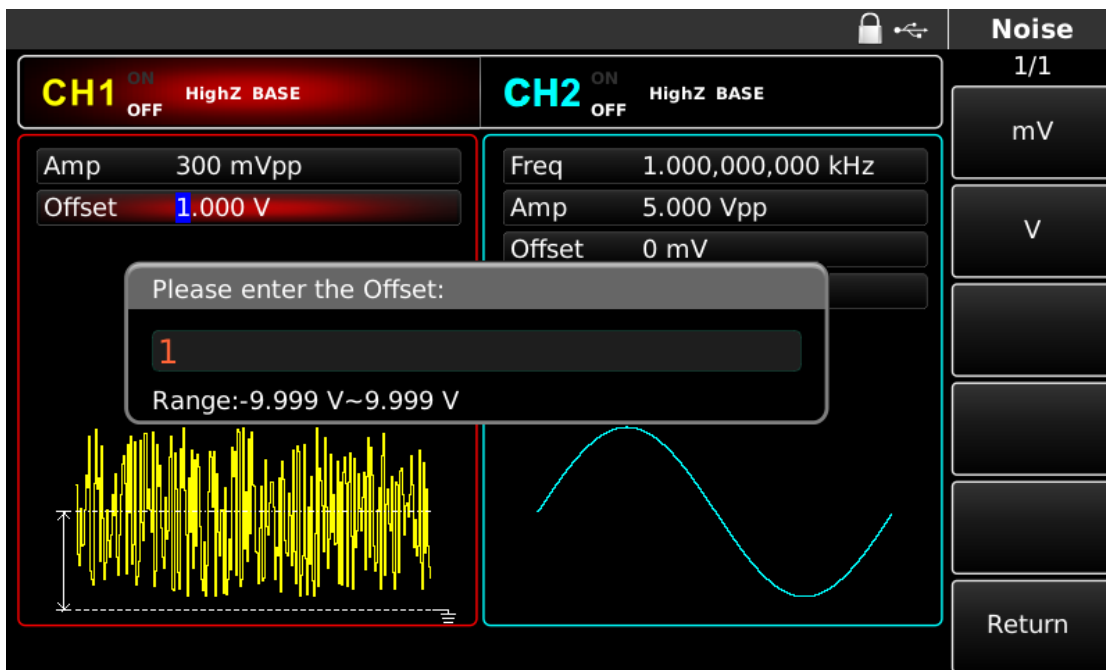 Noise
1/1
CH1 ON OFF HighZ BASE
CH2 ON OFF HighZ BASE
mV
Amp 300 mVpp
Offset 1.000 V
Freq 1.000,000,000 kHz
Amp 5.000 Vpp
Offset 0 mV
V
Please enter the Offset:
1
Range:-9.999 V~9.999 V
Return